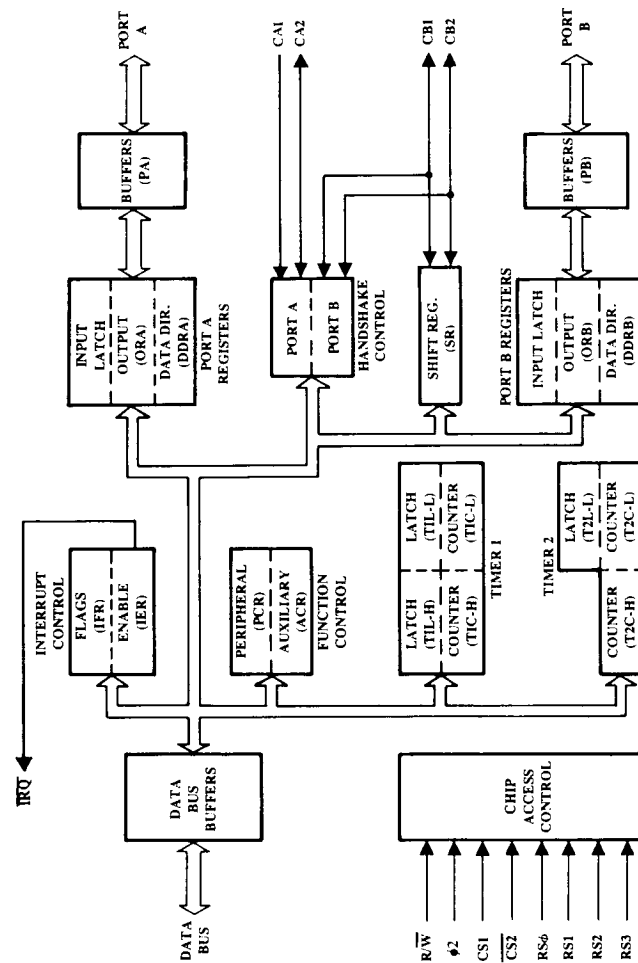 IRQ
INTERRUPT
CONTROL
FLAGS
(IFR)
ENABLE
(IER)
INPUT
LATCH
OUTPUT
(ORA)
DATA DIR.
(DDRA)
PORT A
REGISTERS
BUFFERS
(PA)
PORT
A
DATA
BUS
DATA
BUS
BUFFERS
PERIPHERAL
(PCR)
AUXILIARY
(ACR)
FUNCTION
CONTROL
PORT A
PORT B
HANDSHAKE
CONTROL
CA1
CA2
LATCH
(TIL-H)
LATCH
(TIL-L)
COUNTER
(TIC-H)
COUNTER
(TIC-L)
TIMER 1
SHIFT REG.
(SR)
CB1
CB2
R/W
ϕ2
CS1
CS2
RSϕ
RS1
RS2
RS3
CHIP
ACCESS
CONTROL
TIMER 2
LATCH
(T2L-L)
COUNTER
(T2C-H)
COUNTER
(T2C-L)
PORT B REGISTERS
INPUT LATCH
OUTPUT
(ORB)
DATA DIR.
(DDRB)
BUFFERS
(PB)
PORT
B